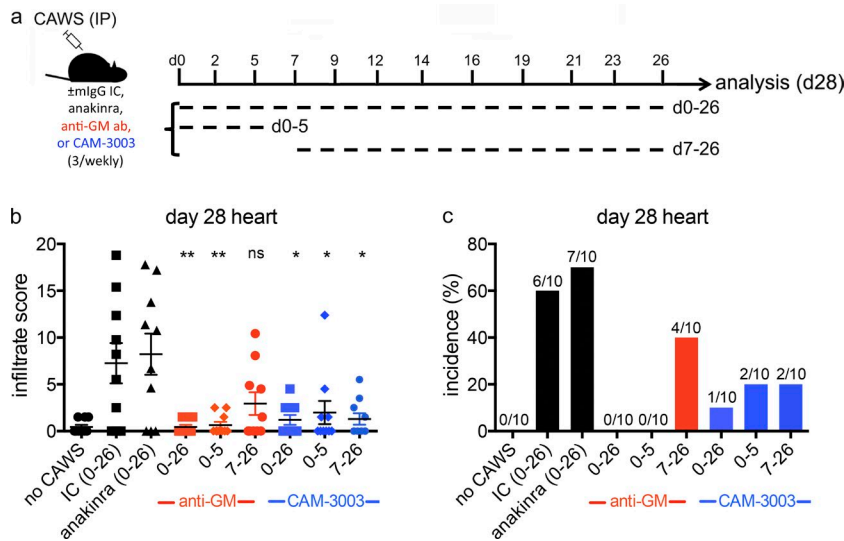 a
CAWS (IP)
±mIgG IC,
anakinra,
anti-GM ab,
or CAM-3003
(3/wekly)
d0 2 5 7 9 12 14 16 19 21 23 26
analysis (d28)
d0-26
d0-5
d7-26
b
day 28 heart
infiltrate score
20
15
10
5
0
** ** ns * * *
no CAWS
IC (0-26)
anakinra (0-26)
0-26
0-5
7-26
0-26
0-5
7-26
anti-GM
CAM-3003
c
day 28 heart
incidence (%)
80
60
40
20
0
0/10
6/10
7/10
0/10
0/10
4/10
1/10
2/10
2/10
no CAWS
IC (0-26)
anakinra (0-26)
0-26
0-5
7-26
0-26
0-5
7-26
anti-GM
CAM-3003